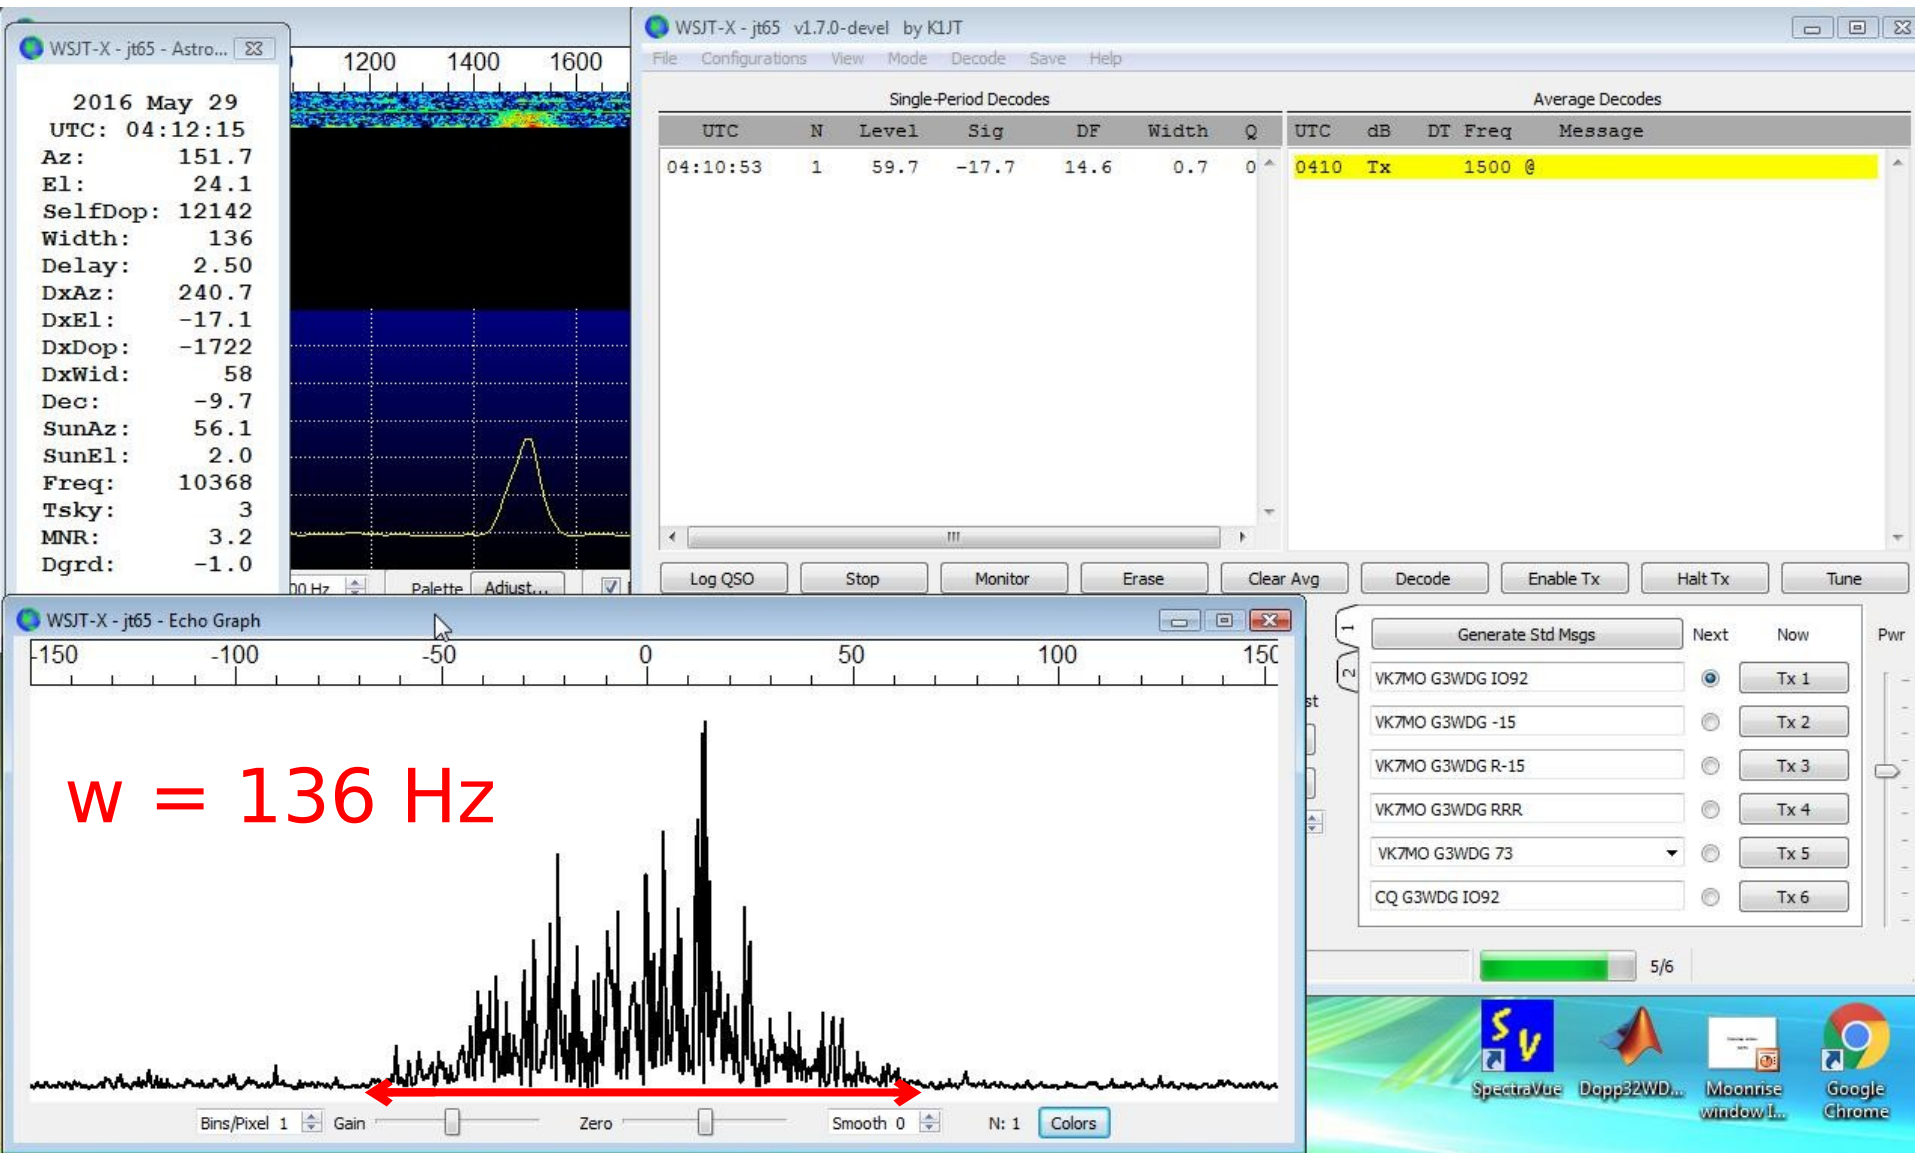 WSJT-X - jt65 - Astro...
2016 May 29
UTC: 04:12:15
Az: 151.7
El: 24.1
SelfDop: 12142
Width: 136
Delay: 2.50
DxAz: 240.7
DxEl: -17.1
DxDop: -1722
DxWid: 58
Dec: -9.7
SunAz: 56.1
SunEl: 2.0
Freq: 10368
Tsky: 3
MNR: 3.2
Dgrd: -1.0
1200 1400 1600
00 Hz Palette Adjust...
WSJT-X - jt65 v1.7.0-devel by K1JT
File Configurations View Mode Decode Save Help
Single-Period Decodes
UTC N Level Sig DF Width Q
04:10:53 1 59.7 -17.7 14.6 0.7 0
Average Decodes
UTC dB DT Freq Message
0410 Tx 1500 @
Log QSO Stop Monitor Erase Clear Avg Decode Enable Tx Halt Tx Tune
1
2
Generate Std Msgs Next Now Pwr
VK7MO G3WDG IO92 Tx 1
VK7MO G3WDG -15 Tx 2
VK7MO G3WDG R-15 Tx 3
VK7MO G3WDG RRR Tx 4
VK7MO G3WDG 73 Tx 5
CQ G3WDG IO92 Tx 6
st
5/6
WSJT-X - jt65 - Echo Graph
-150 -100 -50 0 50 100 150
w = 136 Hz
Bins/Pixel 1 Gain Zero Smooth 0 N: 1 Colors
SV
SpectraVue
Dopp32WD...
Moonrise
window I...
Google
Chrome